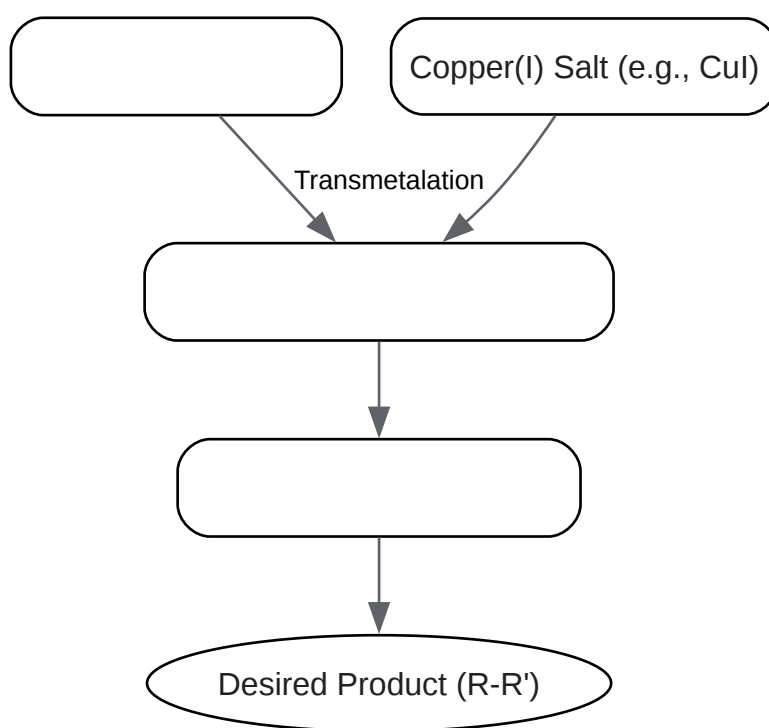 Copper(I) Salt (e.g., CuI)
Transmetalation
Desired Product (R-R')